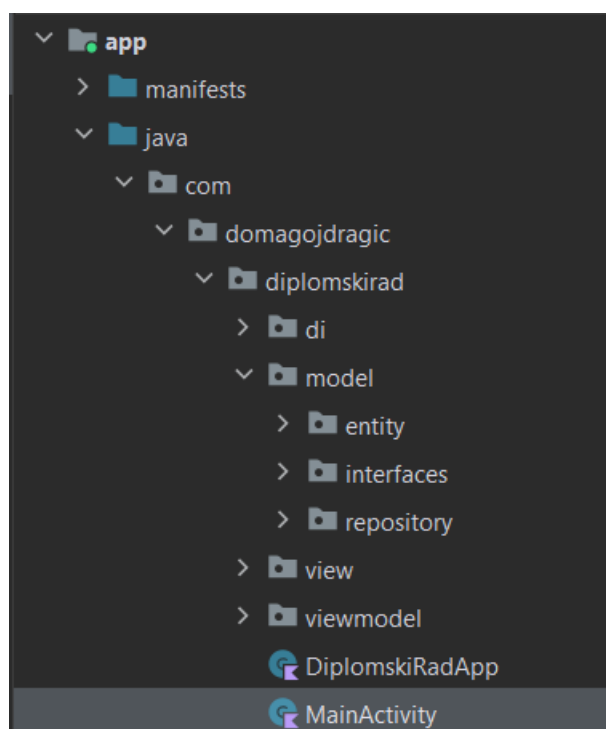 app
manifests
java
com
domagojdragic
diplomskirad
di
model
entity
interfaces
repository
view
viewmodel
DiplomskiRadApp
MainActivity